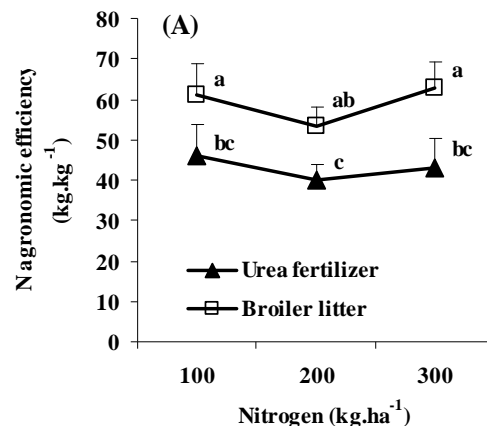 (A)
80
70
60
50
40
30
20
10
0
N agronomic efficiency
(kg.kg⁻¹)
a
ab
a
bc
c
bc
Urea fertilizer
Broiler litter
100 200 300
Nitrogen (kg.ha⁻¹)